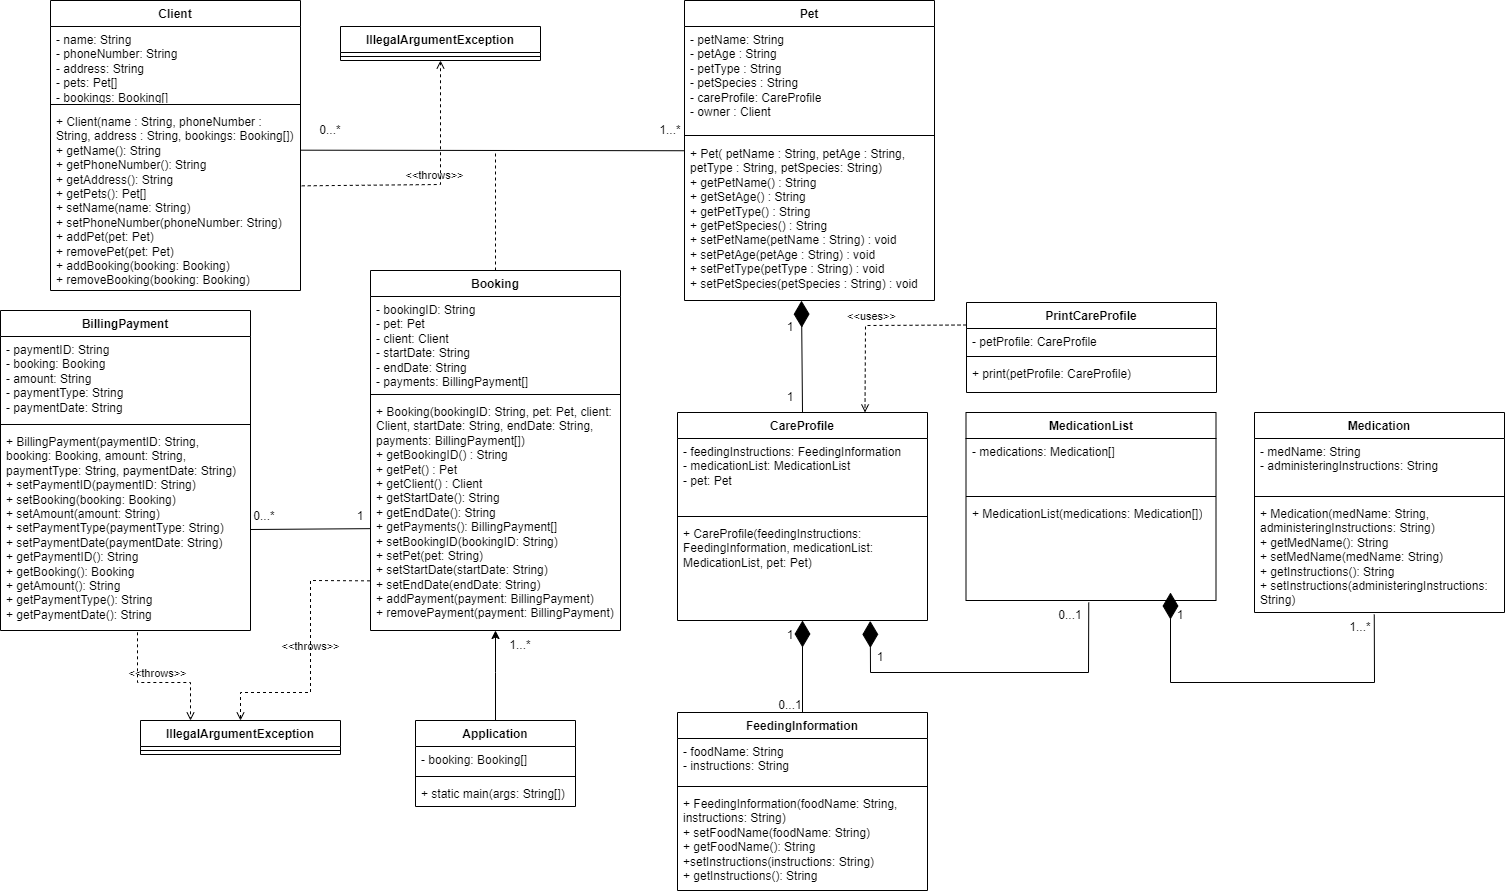 Client
- name: String
- phoneNumber: String
- address: String
- pets: Pet[]
- bookings: Booking[]
+ Client(name : String, phoneNumber :
String, address : String, bookings: Booking[])
+ getName(): String
+ getPhoneNumber(): String
+ getAddress(): String
+ getPets(): Pet[]
+ setName(name: String)
+ setPhoneNumber(phoneNumber: String)
+ addPet(pet: Pet)
+ removePet(pet: Pet)
+ addBooking(booking: Booking)
+ removeBooking(booking: Booking)
IllegalArgumentException
0...*
1...*
<<throws>>
Pet
- petName: String
- petAge : String
- petType : String
- petSpecies : String
- careProfile: CareProfile
- owner : Client
+ Pet( petName : String, petAge : String,
petType : String, petSpecies: String)
+ getPetName() : String
+ getSetAge() : String
+ getPetType() : String
+ getPetSpecies() : String
+ setPetName(petName : String) : void
+ setPetAge(petAge : String) : void
+ setPetType(petType : String) : void
+ setPetSpecies(petSpecies : String) : void
BillingPayment
- paymentID: String
- booking: Booking
- amount: String
- paymentType: String
- paymentDate: String
+ BillingPayment(paymentID: String,
booking: Booking, amount: String,
paymentType: String, paymentDate: String)
+ setPaymentID(paymentID: String)
+ setBooking(booking: Booking)
+ setAmount(amount: String)
+ setPaymentType(paymentType: String)
+ setPaymentDate(paymentDate: String)
+ getPaymentID(): String
+ getBooking(): Booking
+ getAmount(): String
+ getPaymentType(): String
+ getPaymentDate(): String
0...*
1
Booking
- bookingID: String
- pet: Pet
- client: Client
- startDate: String
- endDate: String
- payments: BillingPayment[]
+ Booking(bookingID: String, pet: Pet, client:
Client, startDate: String, endDate: String,
payments: BillingPayment[])
+ getBookingID() : String
+ getPet() : Pet
+ getClient() : Client
+ getStartDate(): String
+ getEndDate(): String
+ getPayments(): BillingPayment[]
+ setBookingID(bookingID: String)
+ setPet(pet: String)
+ setStartDate(startDate: String)
+ setEndDate(endDate: String)
+ addPayment(payment: BillingPayment)
+ removePayment(payment: BillingPayment)
<<throws>>
<<throws>>
1...*
IllegalArgumentException
Application
- booking: Booking[]
+ static main(args: String[])
1
1
<<uses>>
PrintCareProfile
- petProfile: CareProfile
+ print(petProfile: CareProfile)
CareProfile
- feedingInstructions: FeedingInformation
- medicationList: MedicationList
- pet: Pet
+ CareProfile(feedingInstructions:
FeedingInformation, medicationList:
MedicationList, pet: Pet)
MedicationList
- medications: Medication[]
+ MedicationList(medications: Medication[])
Medication
- medName: String
- administeringInstructions: String
+ Medication(medName: String,
administeringInstructions: String)
+ getMedName(): String
+ setMedName(medName: String)
+ getInstructions(): String
+ setInstructions(administeringInstructions:
String)
1
1
0...1
1
1...*
0...1
FeedingInformation
- foodName: String
- instructions: String
+ FeedingInformation(foodName: String,
instructions: String)
+ setFoodName(foodName: String)
+ getFoodName(): String
+setInstructions(instructions: String)
+ getInstructions(): String